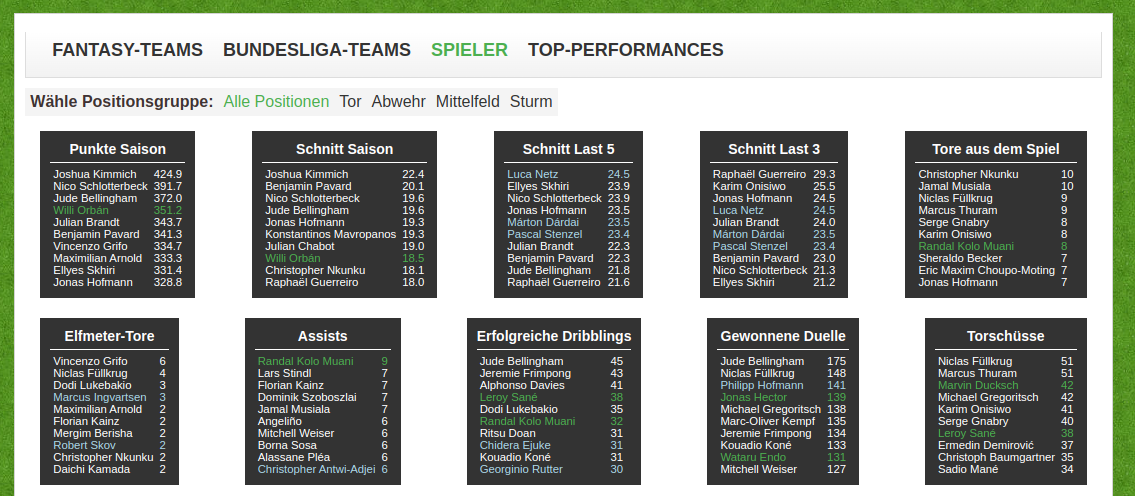 FANTASY-TEAMS BUNDESLIGA-TEAMS SPIELER TOP-PERFORMANCES
Wähle Positionsgruppe: Alle Positionen Tor Abwehr Mittelfeld Sturm
Punkte Saison
Joshua Kimmich 424.9
Nico Schlotterbeck 391.7
Jude Bellingham 372.0
Willi Orbán 351.2
Julian Brandt 343.7
Benjamin Pavard 341.3
Vincenzo Grifo 334.7
Maximilian Arnold 333.3
Ellyes Skhiri 331.4
Jonas Hofmann 328.8
Schnitt Saison
Joshua Kimmich 22.4
Benjamin Pavard 20.1
Nico Schlotterbeck 19.6
Jude Bellingham 19.6
Jonas Hofmann 19.3
Konstantinos Mavropanos 19.3
Julian Chabot 19.0
Willi Orbán 18.5
Christopher Nkunku 18.1
Raphaël Guerreiro 18.0
Schnitt Last 5
Luca Netz 24.5
Ellyes Skhiri 23.9
Nico Schlotterbeck 23.9
Jonas Hofmann 23.5
Márton Dárdai 23.5
Pascal Stenzel 23.4
Julian Brandt 22.3
Benjamin Pavard 22.3
Jude Bellingham 21.8
Raphaël Guerreiro 21.6
Schnitt Last 3
Raphaël Guerreiro 29.3
Karim Onisiwo 25.5
Jonas Hofmann 24.5
Luca Netz 24.5
Julian Brandt 24.0
Márton Dárdai 23.5
Pascal Stenzel 23.4
Benjamin Pavard 23.0
Nico Schlotterbeck 21.3
Ellyes Skhiri 21.2
Tore aus dem Spiel
Christopher Nkunku 10
Jamal Musiala 10
Niclas Füllkrug 9
Marcus Thuram 9
Serge Gnabry 8
Karim Onisiwo 8
Randal Kolo Muani 8
Sheraldo Becker 7
Eric Maxim Choupo-Moting 7
Jonas Hofmann 7
Elfmeter-Tore
Vincenzo Grifo 6
Niclas Füllkrug 4
Dodi Lukebakio 3
Marcus Ingvartsen 3
Maximilian Arnold 2
Florian Kainz 2
Mergim Berisha 2
Robert Skov 2
Christopher Nkunku 2
Daichi Kamada 2
Assists
Randal Kolo Muani 9
Lars Stindl 7
Florian Kainz 7
Dominik Szoboszlai 7
Jamal Musiala 7
Angeliño 6
Mitchell Weiser 6
Borna Sosa 6
Alassane Pléa 6
Christopher Antwi-Adjei 6
Erfolgreiche Dribblings
Jude Bellingham 45
Jeremie Frimpong 43
Alphonso Davies 41
Leroy Sané 38
Dodi Lukebakio 35
Randal Kolo Muani 32
Ritsu Doan 31
Chidera Ejuke 31
Kouadio Koné 31
Georginio Rutter 30
Gewonnene Duelle
Jude Bellingham 175
Niclas Füllkrug 148
Philipp Hofmann 141
Jonas Hector 139
Michael Gregoritsch 138
Marc-Oliver Kempf 135
Jeremie Frimpong 134
Kouadio Koné 133
Wataru Endo 131
Mitchell Weiser 127
Torschüsse
Niclas Füllkrug 51
Marcus Thuram 51
Marvin Ducksch 42
Michael Gregoritsch 42
Karim Onisiwo 41
Serge Gnabry 40
Leroy Sané 38
Ermedin Demirović 37
Christoph Baumgartner 35
Sadio Mané 34